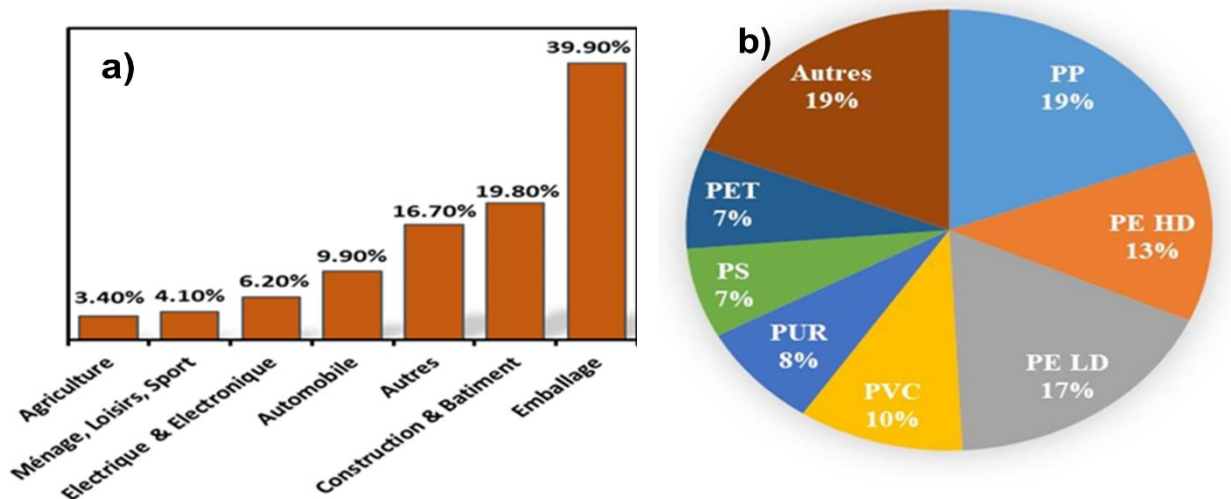 a)
3.40%
4.10%
6.20%
9.90%
16.70%
19.80%
39.90%
Agriculture
Ménage, Loisirs, Sport
Electrique & Electronique
Automobile
Autres
Construction & Batiment
Emballage
b)
PP
19%
PE HD
13%
PE LD
17%
PVC
10%
PUR
8%
PS
7%
PET
7%
Autres
19%